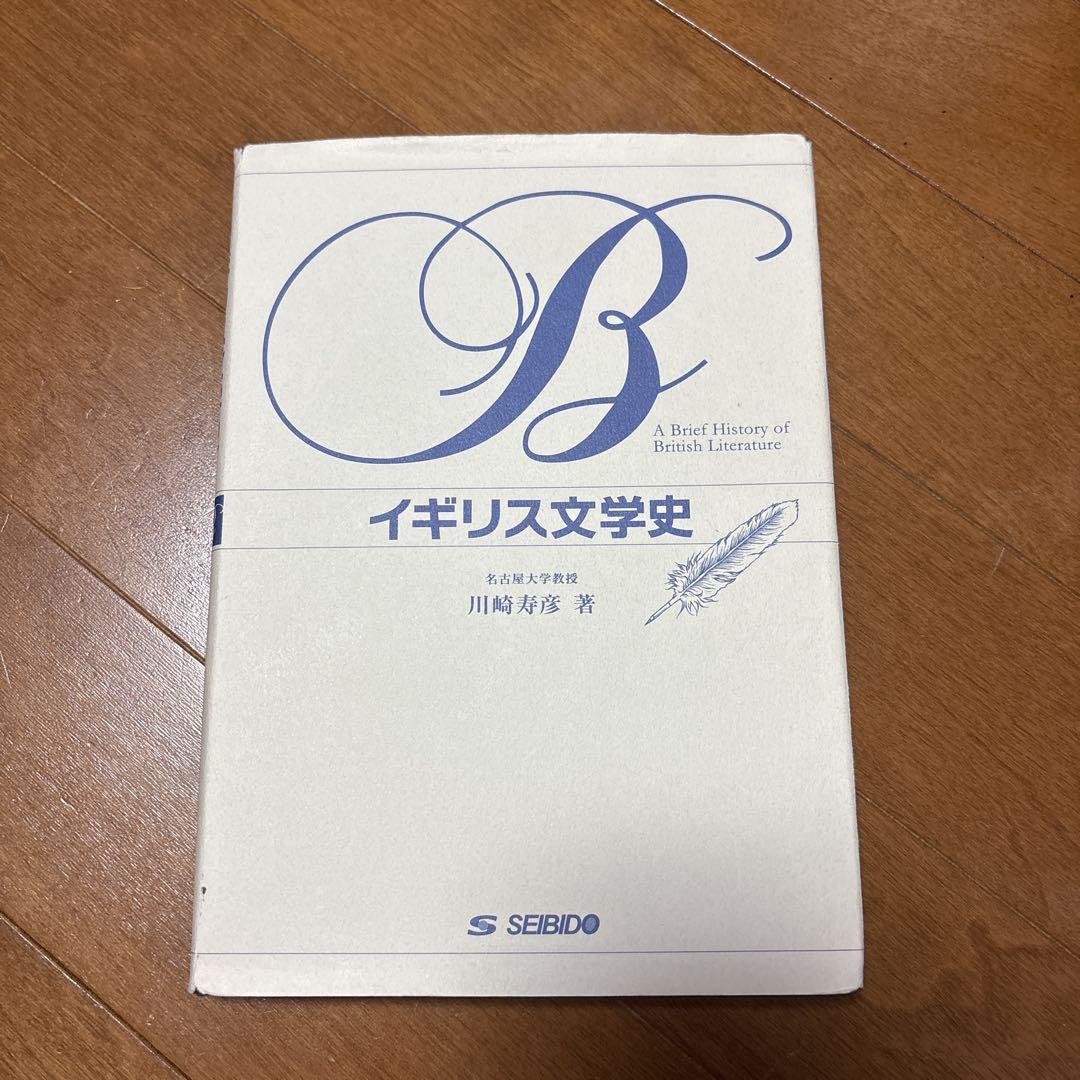 B
A Brief History of
British Literature
イギリス文学史
名古屋大学教授
川崎寿彦 著
SEIBIDO